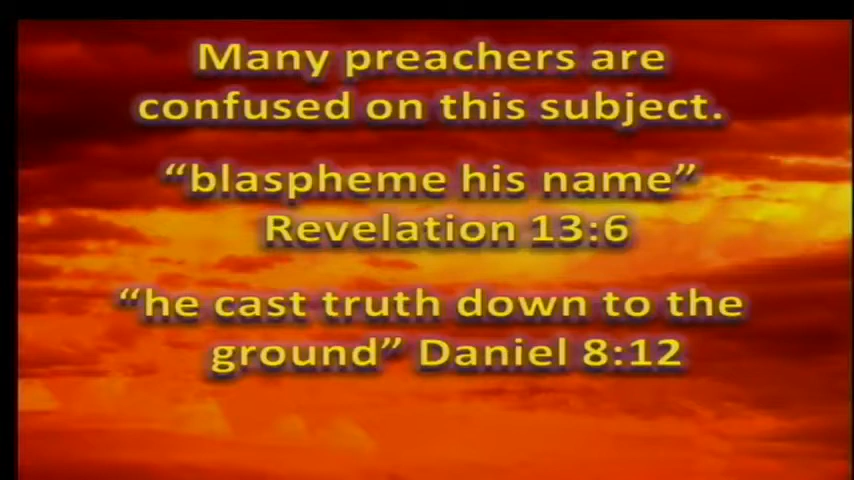 Many preachers are
confused on this subject.
“blaspheme his name”
Revelation 13:6
“he cast truth down to the
ground” Daniel 8:12